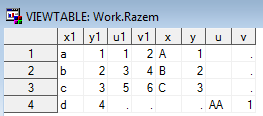 VIEWTABLE: Work.Razem
x1 y1 u1 v1 x y u v
1 a 1 1 2 A 1 .
2 b 2 3 4 B 2 .
3 c 3 5 6 C 3 .
4 d 4 . . . AA 1